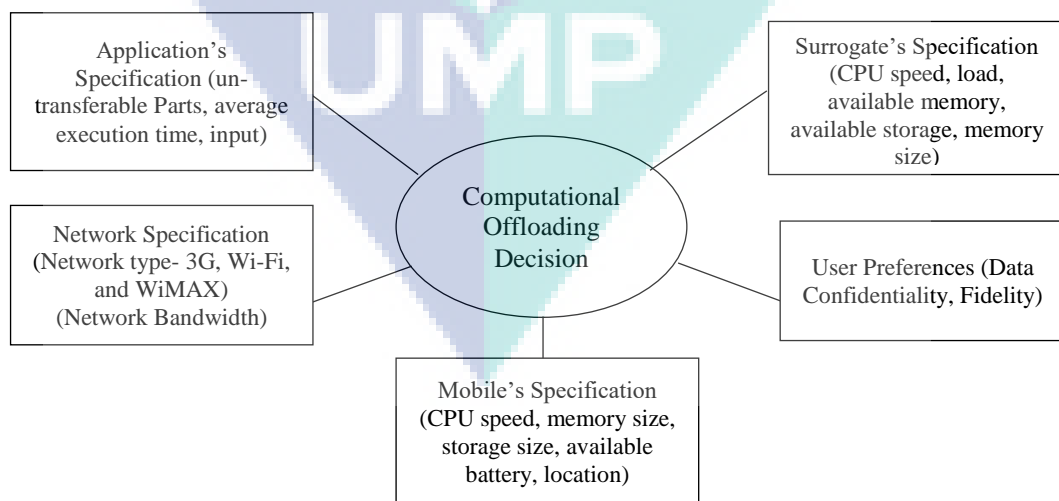 UMP
Application's
Specification (un-
transferable Parts, average
execution time, input)
Surrogate's Specification
(CPU speed, load,
available memory,
available storage, memory
size)
Computational
Offloading
Decision
Network Specification
(Network type- 3G, Wi-Fi,
and WiMAX)
(Network Bandwidth)
User Preferences (Data
Confidentiality, Fidelity)
Mobile's Specification
(CPU speed, memory size,
storage size, available
battery, location)